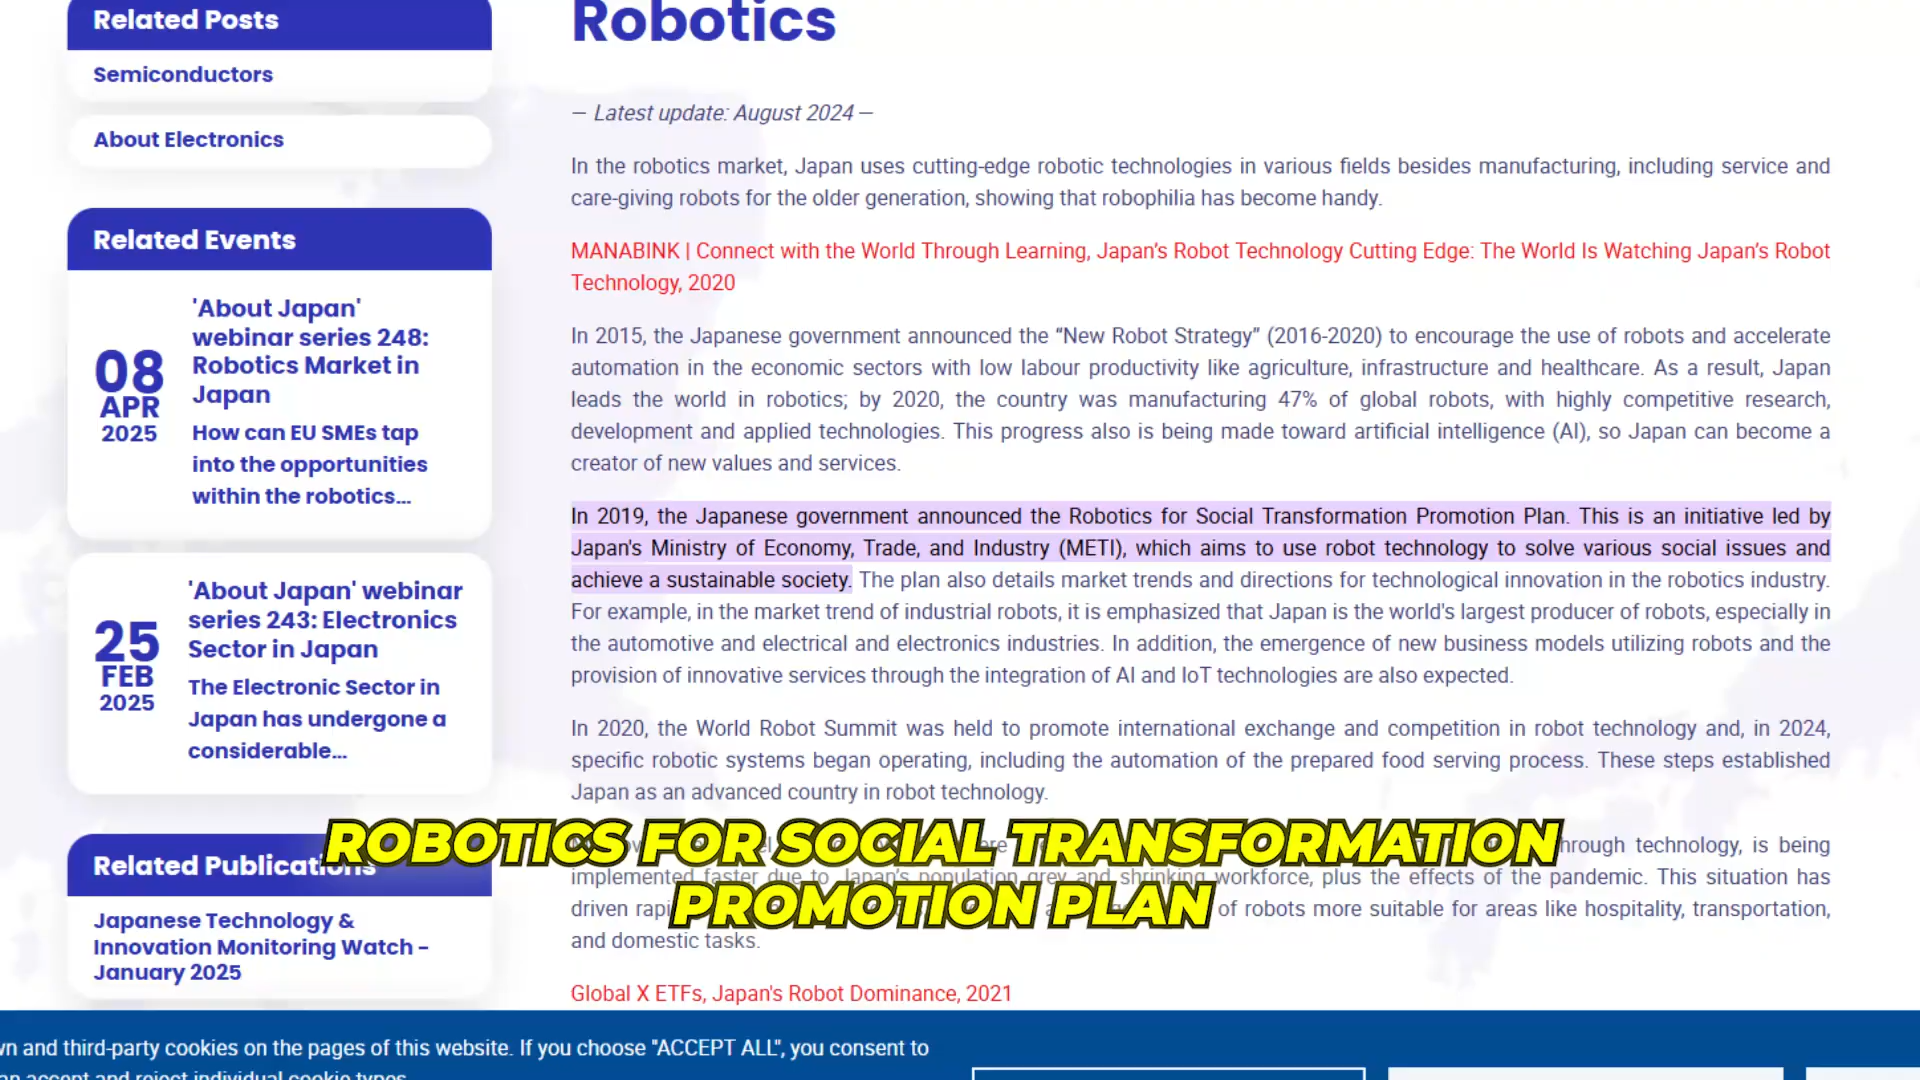 Related Posts
Semiconductors
About Electronics
Related Events
08
APR
2025
'About Japan'
webinar series 248:
Robotics Market in
Japan
How can EU SMEs tap
into the opportunities
within the robotics...
25
FEB
2025
'About Japan' webinar
series 243: Electronics
Sector in Japan
The Electronic Sector in
Japan has undergone a
considerable...
Related Publications
Japanese Technology &
Innovation Monitoring Watch –
January 2025
Robotics
— Latest update: August 2024 —
In the robotics market, Japan uses cutting-edge robotic technologies in various fields besides manufacturing, including service and
care-giving robots for the older generation, showing that robophilia has become handy.
MANABINK | Connect with the World Through Learning, Japan’s Robot Technology Cutting Edge: The World Is Watching Japan’s Robot
Technology, 2020
In 2015, the Japanese government announced the “New Robot Strategy” (2016-2020) to encourage the use of robots and accelerate
automation in the economic sectors with low labour productivity like agriculture, infrastructure and healthcare. As a result, Japan
leads the world in robotics; by 2020, the country was manufacturing 47% of global robots, with highly competitive research,
development and applied technologies. This progress also is being made toward artificial intelligence (AI), so Japan can become a
creator of new values and services.
In 2019, the Japanese government announced the Robotics for Social Transformation Promotion Plan. This is an initiative led by
Japan's Ministry of Economy, Trade, and Industry (METI), which aims to use robot technology to solve various social issues and
achieve a sustainable society. The plan also details market trends and directions for technological innovation in the robotics industry.
For example, in the market trend of industrial robots, it is emphasized that Japan is the world's largest producer of robots, especially in
the automotive and electrical and electronics industries. In addition, the emergence of new business models utilizing robots and the
provision of innovative services through the integration of AI and IoT technologies are also expected.
In 2020, the World Robot Summit was held to promote international exchange and competition in robot technology and, in 2024,
specific robotic systems began operating, including the automation of the prepared food serving process. These steps established
Japan as an advanced country in robot technology.
through technology, is being
implemented faster due to Japan's population grey and shrinking workforce, plus the effects of the pandemic. This situation has
driven of robots more suitable for areas like hospitality, transportation,
and domestic tasks.
Global X ETFs, Japan's Robot Dominance, 2021
ROBOTICS FOR SOCIAL TRANSFORMATION
PROMOTION PLAN
and third-party cookies on the pages of this website. If you choose "ACCEPT ALL", you consent to
accept and reject individual cookie types